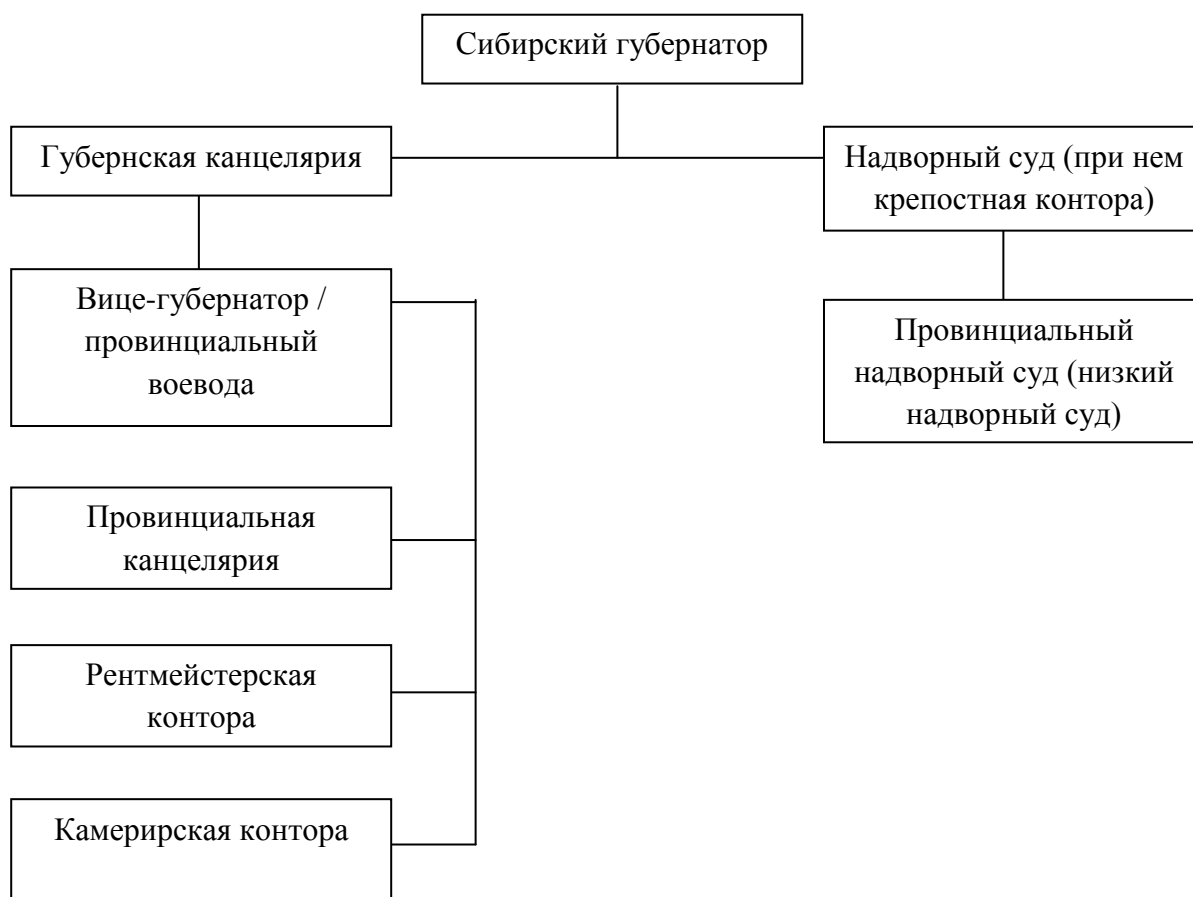 Сибирский губернатор
Губернская канцелярия
Надворный суд (при нем
крепостная контора)
Вице-губернатор /
провинциальный
воевода
Провинциальный
надворный суд (низкий
надворный суд)
Провинциальная
канцелярия
Рентмейстерская
контора
Камерирская контора